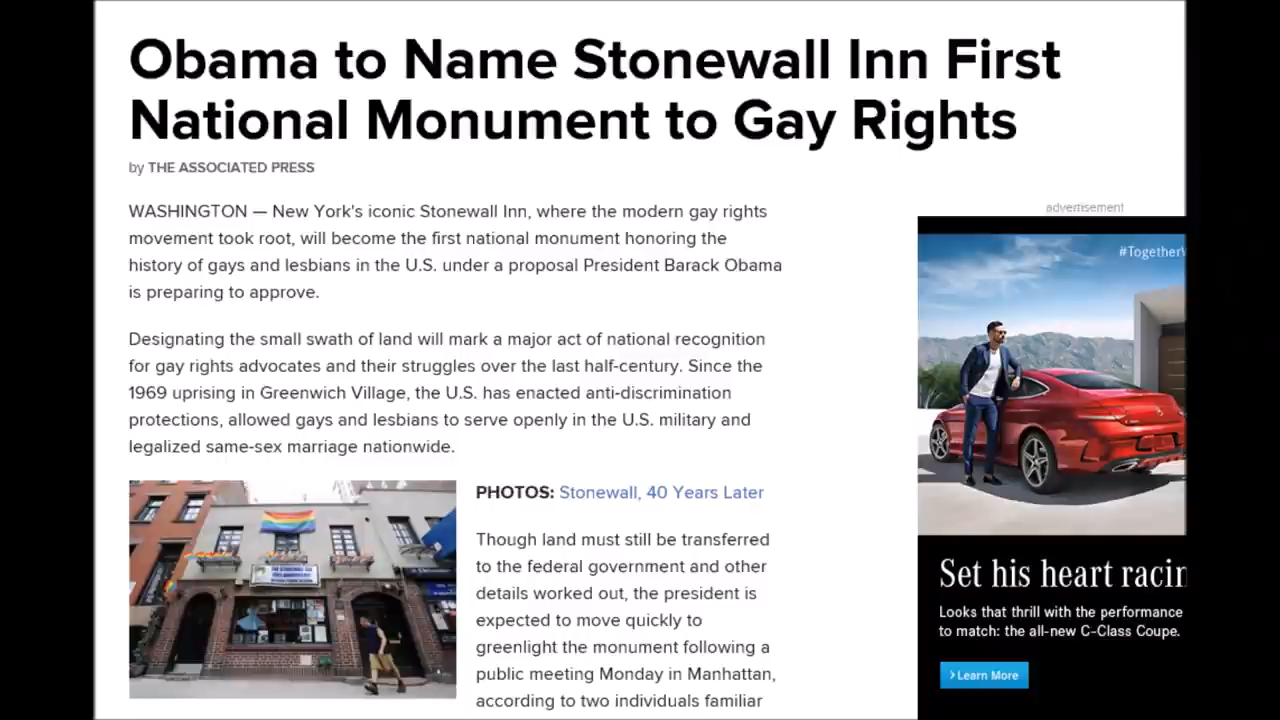 Obama to Name Stonewall Inn First
National Monument to Gay Rights
by THE ASSOCIATED PRESS
WASHINGTON — New York's iconic Stonewall Inn, where the modern gay rights
movement took root, will become the first national monument honoring the
history of gays and lesbians in the U.S. under a proposal President Barack Obama
is preparing to approve.
Designating the small swath of land will mark a major act of national recognition
for gay rights advocates and their struggles over the last half-century. Since the
1969 uprising in Greenwich Village, the U.S. has enacted anti-discrimination
protections, allowed gays and lesbians to serve openly in the U.S. military and
legalized same-sex marriage nationwide.
PHOTOS: Stonewall, 40 Years Later
Though land must still be transferred
to the federal government and other
details worked out, the president is
expected to move quickly to
greenlight the monument following a
public meeting Monday in Manhattan,
according to two individuals familiar
advertisement
#TogetherW
Set his heart racin
Looks that thrill with the performance
to match: the all-new C-Class Coupe.
› Learn More